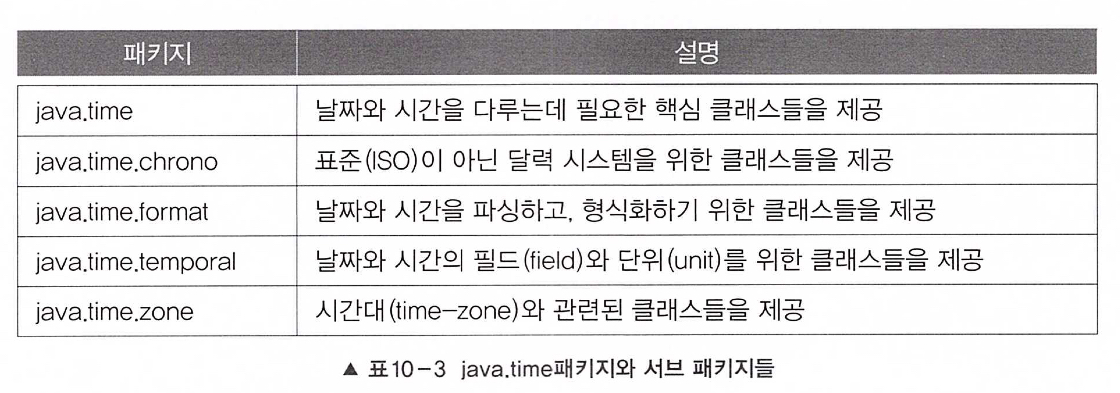 패키지 설명
java.time 날짜와 시간을 다루는데 필요한 핵심 클래스들을 제공
java.time.chrono 표준(ISO)이 아닌 달력 시스템을 위한 클래스들을 제공
java.time.format 날짜와 시간을 파싱하고, 형식화하기 위한 클래스들을 제공
java.time.temporal 날짜와 시간의 필드(field)와 단위(unit)를 위한 클래스들을 제공
java.time.zone 시간대(time-zone)와 관련된 클래스들을 제공
▲ 표10-3 java.time패키지와 서브 패키지들